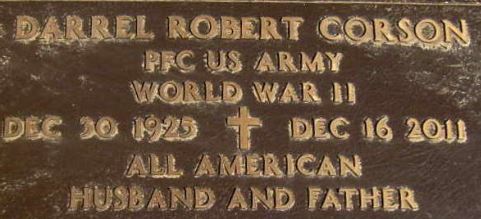 DARREL ROBERT CORSON
PFC US ARMY
WORLD WAR II
DEC 30 1925 DEC 16 2011
ALL AMERICAN
HUSBAND AND FATHER